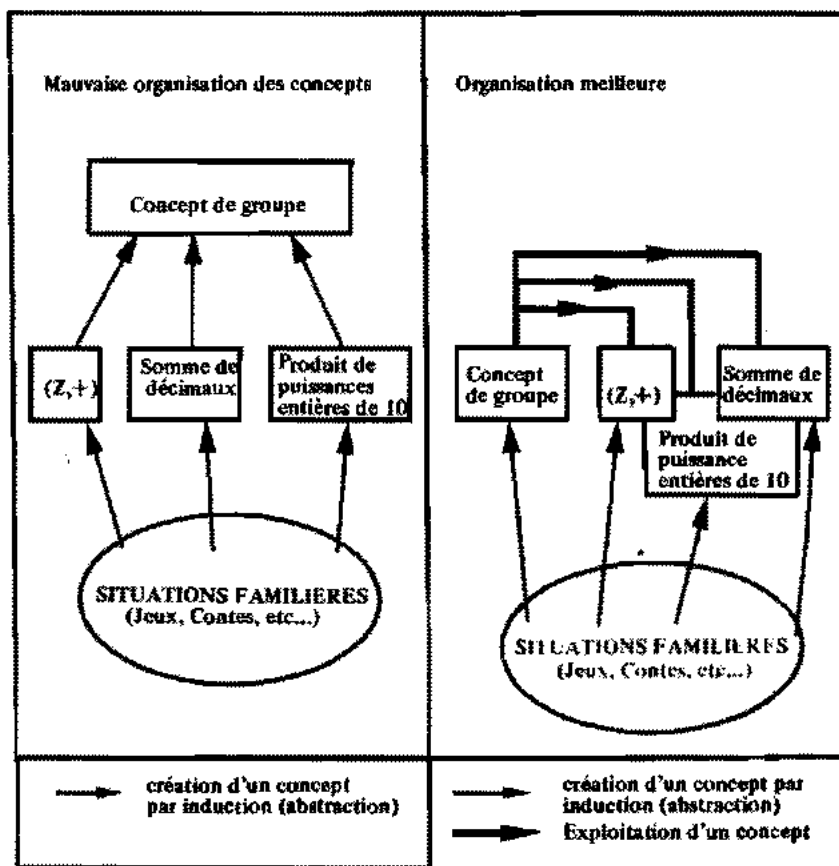 Mauvaise organisation des concepts
Concept de groupe
(Z,+)
Somme de
décimaux
Produit de
puissances
entières de 10
SITUATIONS FAMILIERES
(Jeux, Contes, etc...)
création d'un concept
par induction (abstraction)
Organisation meilleure
Concept
de groupe
(Z,+)
Somme de
décimaux
Produit de
puissance
entières de 10
SITUATIONS FAMILIERES
(Jeux, Contes, etc...)
création d'un concept par
induction (abstraction)
Exploitation d'un concept